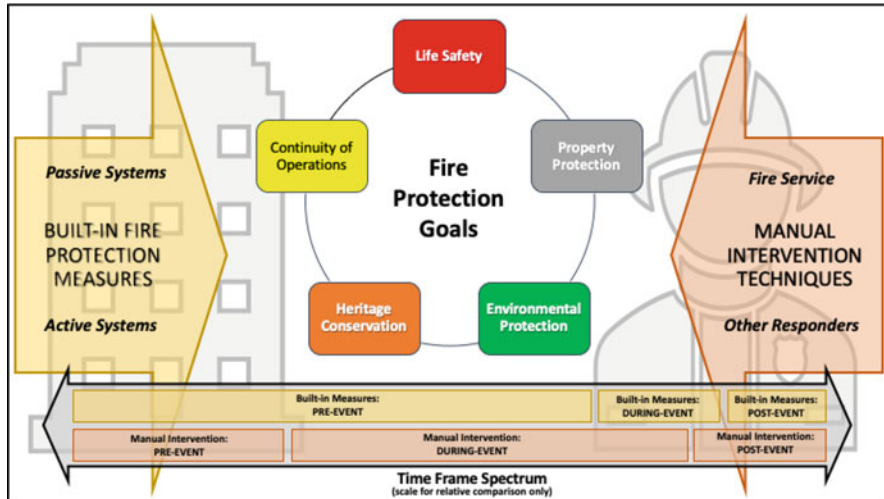 Life Safety
Continuity of
Operations
Property
Protection
Fire
Protection
Goals
Heritage
Conservation
Environmental
Protection
Passive Systems
BUILT-IN FIRE
PROTECTION
MEASURES
Active Systems
Fire Service
MANUAL
INTERVENTION
TECHNIQUES
Other Responders
Built-in Measures:
PRE-EVENT
Built-in Measures:
DURING-EVENT
Built-in Measures:
POST-EVENT
Manual Intervention:
PRE-EVENT
Manual Intervention:
DURING-EVENT
Manual Intervention:
POST-EVENT
Time Frame Spectrum
(scale for relative comparison only)